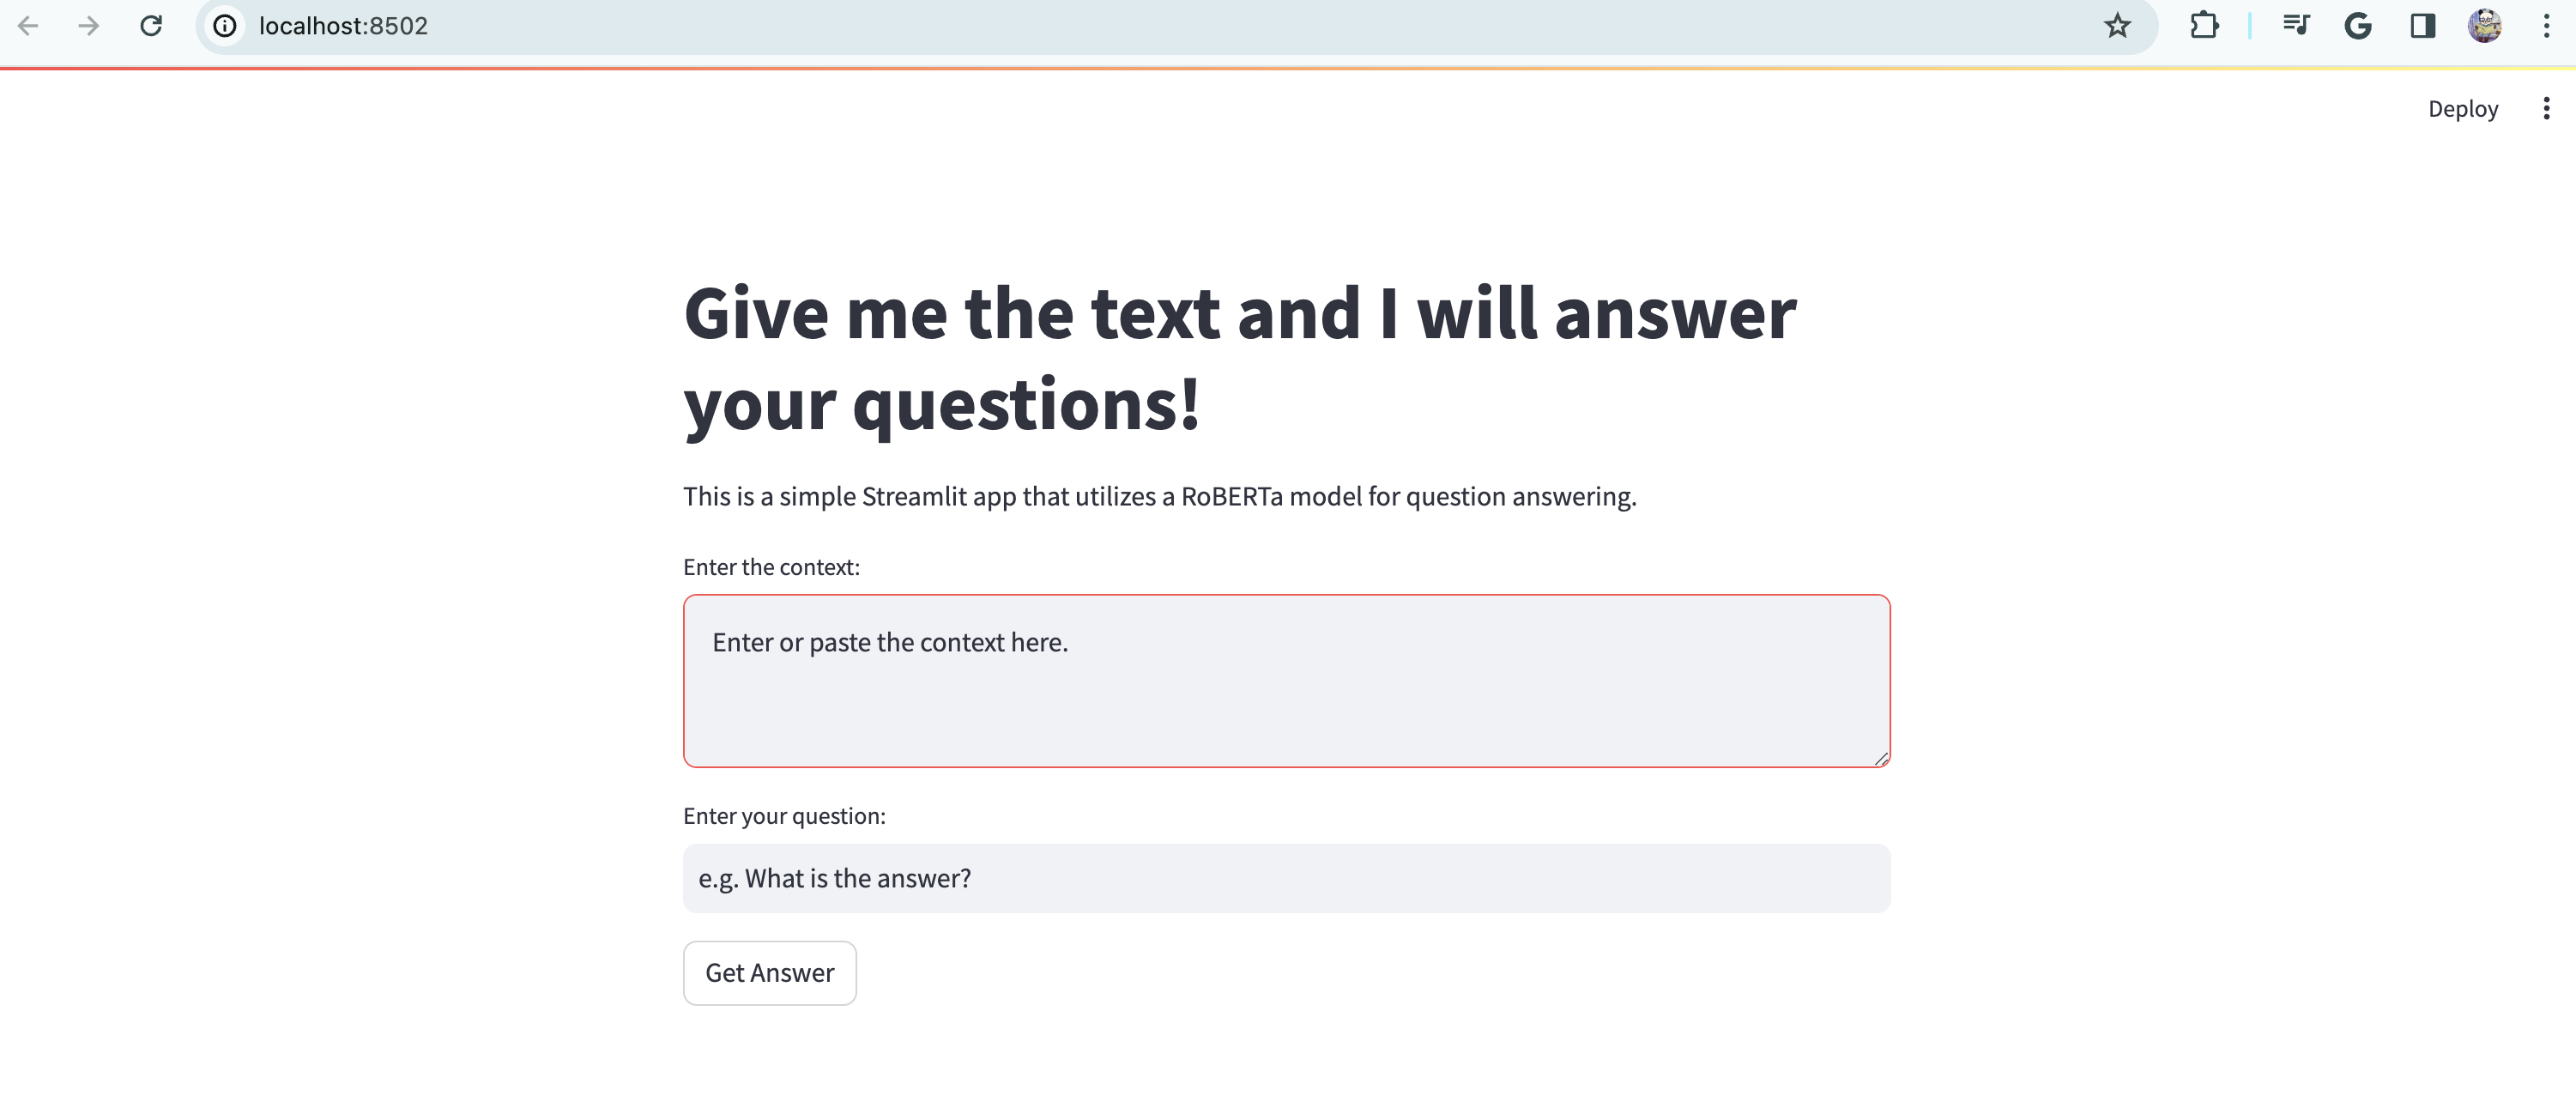 localhost:8502
Deploy
Give me the text and I will answer
your questions!
This is a simple Streamlit app that utilizes a RoBERTa model for question answering.
Enter the context:
Enter or paste the context here.
Enter your question:
e.g. What is the answer?
Get Answer